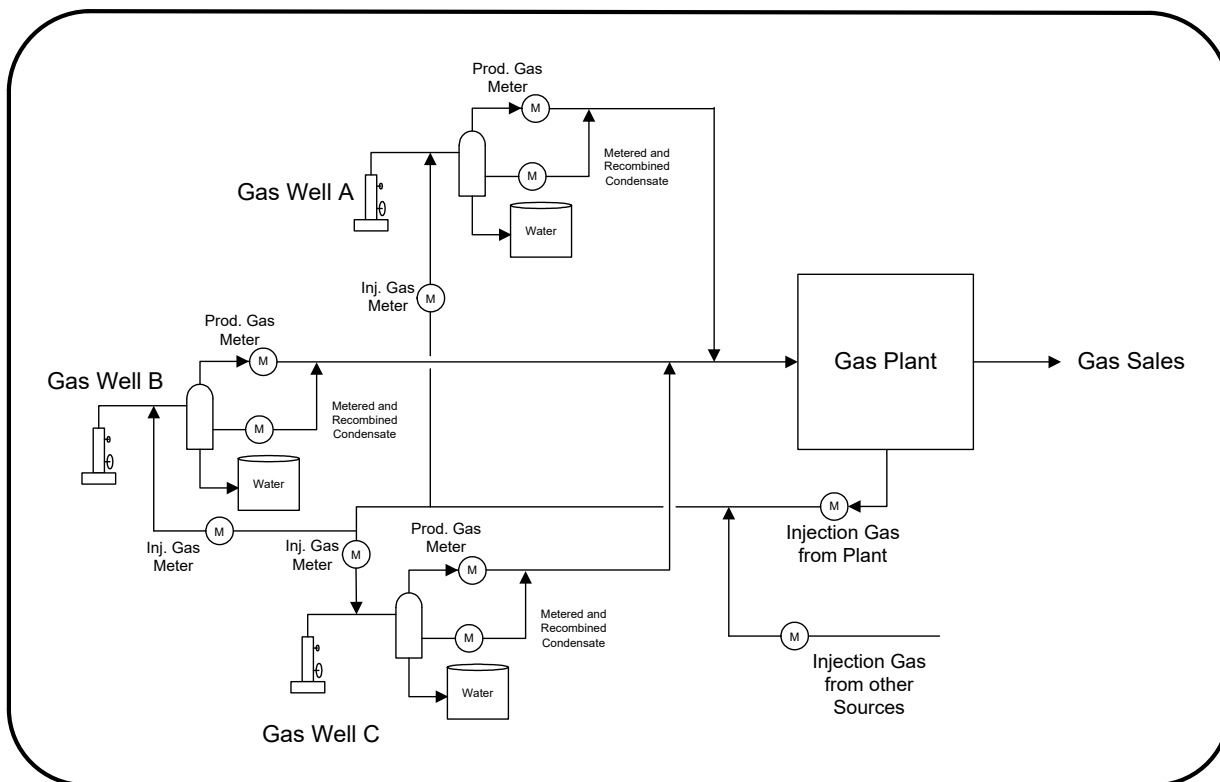 Prod. Gas
Meter
M
Metered and
Recombined
Condensate
M
Gas Well A
Water
Inj. Gas
Meter
M
Prod. Gas
Meter
M
Gas Plant
Gas Sales
Gas Well B
Metered and
Recombined
Condensate
M
Water
M
Inj. Gas
Meter
Inj. Gas
Meter
M
Prod. Gas
Meter
M
M
Injection Gas
from Plant
Metered and
Recombined
Condensate
M
M
Injection Gas
from other
Sources
Water
Gas Well C